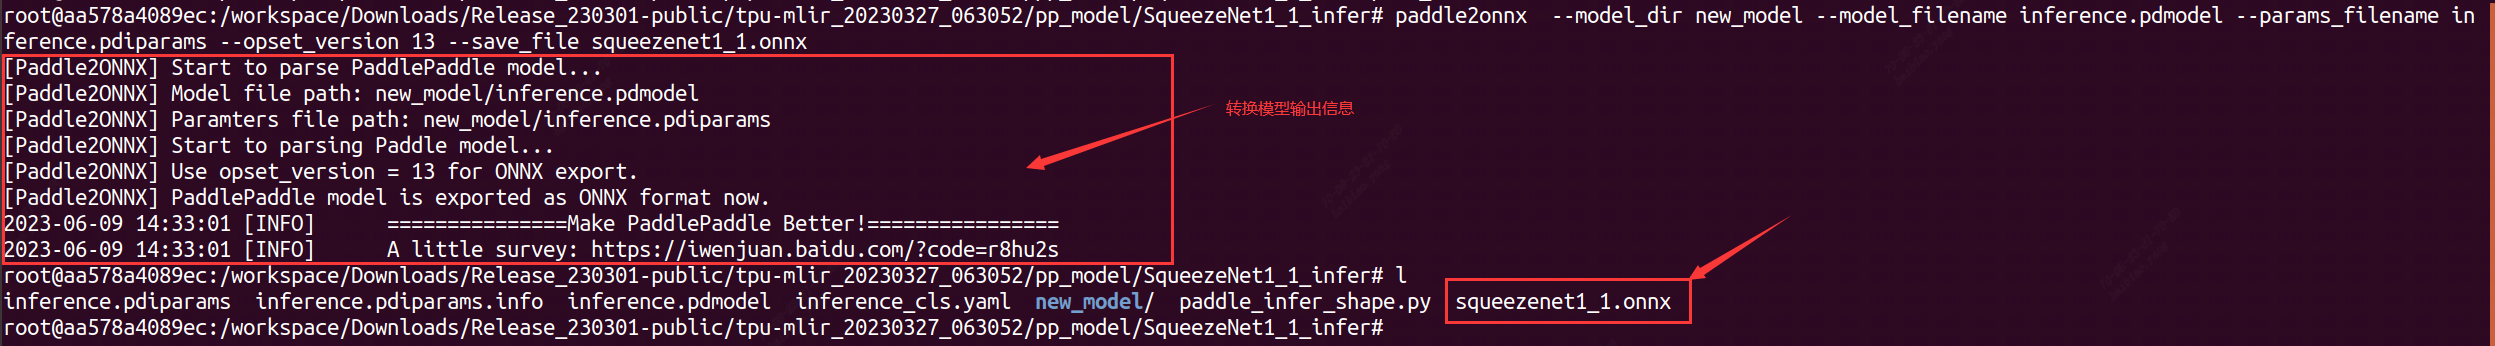 root@aa578a4089ec:/workspace/Downloads/Release_230301-public/tpu-mlir_20230327_063052/pp_model/SqueezeNet1_1_infer# paddle2onnx  --model_dir new_model --model_filename inference.pdmodel --params_filename in
ference.pdiparams --opset_version 13 --save_file squeezenet1_1.onnx
[Paddle2ONNX] Start to parse PaddlePaddle model...
[Paddle2ONNX] Model file path: new_model/inference.pdmodel
转换模型输出信息
[Paddle2ONNX] Paramters file path: new_model/inference.pdiparams
[Paddle2ONNX] Start to parsing Paddle model...
[Paddle2ONNX] Use opset_version = 13 for ONNX export.
[Paddle2ONNX] PaddlePaddle model is exported as ONNX format now.
2023-06-09 14:33:01 [INFO]      ===============Make PaddlePaddle Better!================
2023-06-09 14:33:01 [INFO]      A little survey: https://iwenjuan.baidu.com/?code=r8hu2s
root@aa578a4089ec:/workspace/Downloads/Release_230301-public/tpu-mlir_20230327_063052/pp_model/SqueezeNet1_1_infer# l
inference.pdiparams  inference.pdiparams.info  inference.pdmodel  inference_cls.yaml  new_model/  paddle_infer_shape.py  squeezenet1_1.onnx
root@aa578a4089ec:/workspace/Downloads/Release_230301-public/tpu-mlir_20230327_063052/pp_model/SqueezeNet1_1_infer#